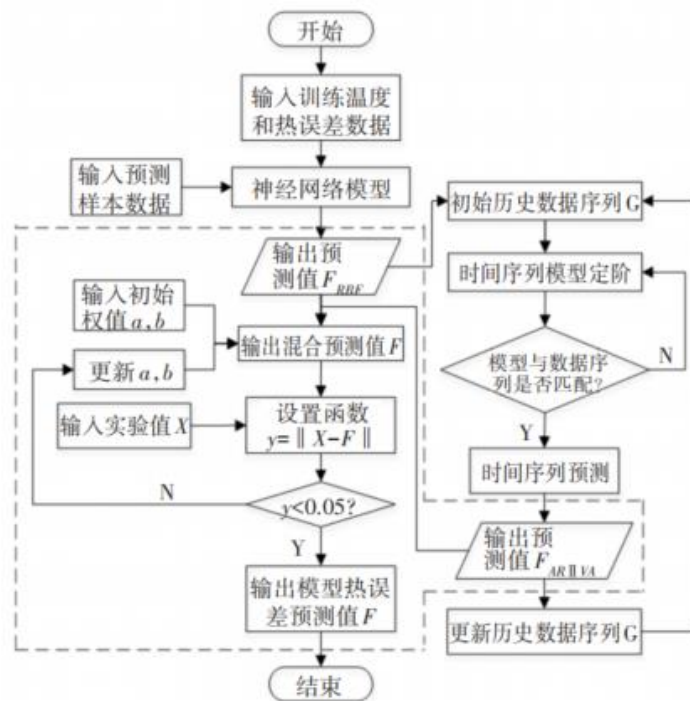 开始
输入训练温度
和热误差数据
输入预测
样本数据
神经网络模型
初始历史数据序列G
输出预
测值F_RBF
时间序列模型定阶
输入初始
权值a,b
输出混合预测值F
更新a,b
模型与数据序
列是否匹配?
N
设置函数
y=‖X-F‖
输入实验值X
Y
时间序列预测
N
y<0.05?
输出预
测值F_ARⅡVA
Y
输出模型热误
差预测值F
更新历史数据序列G
结束